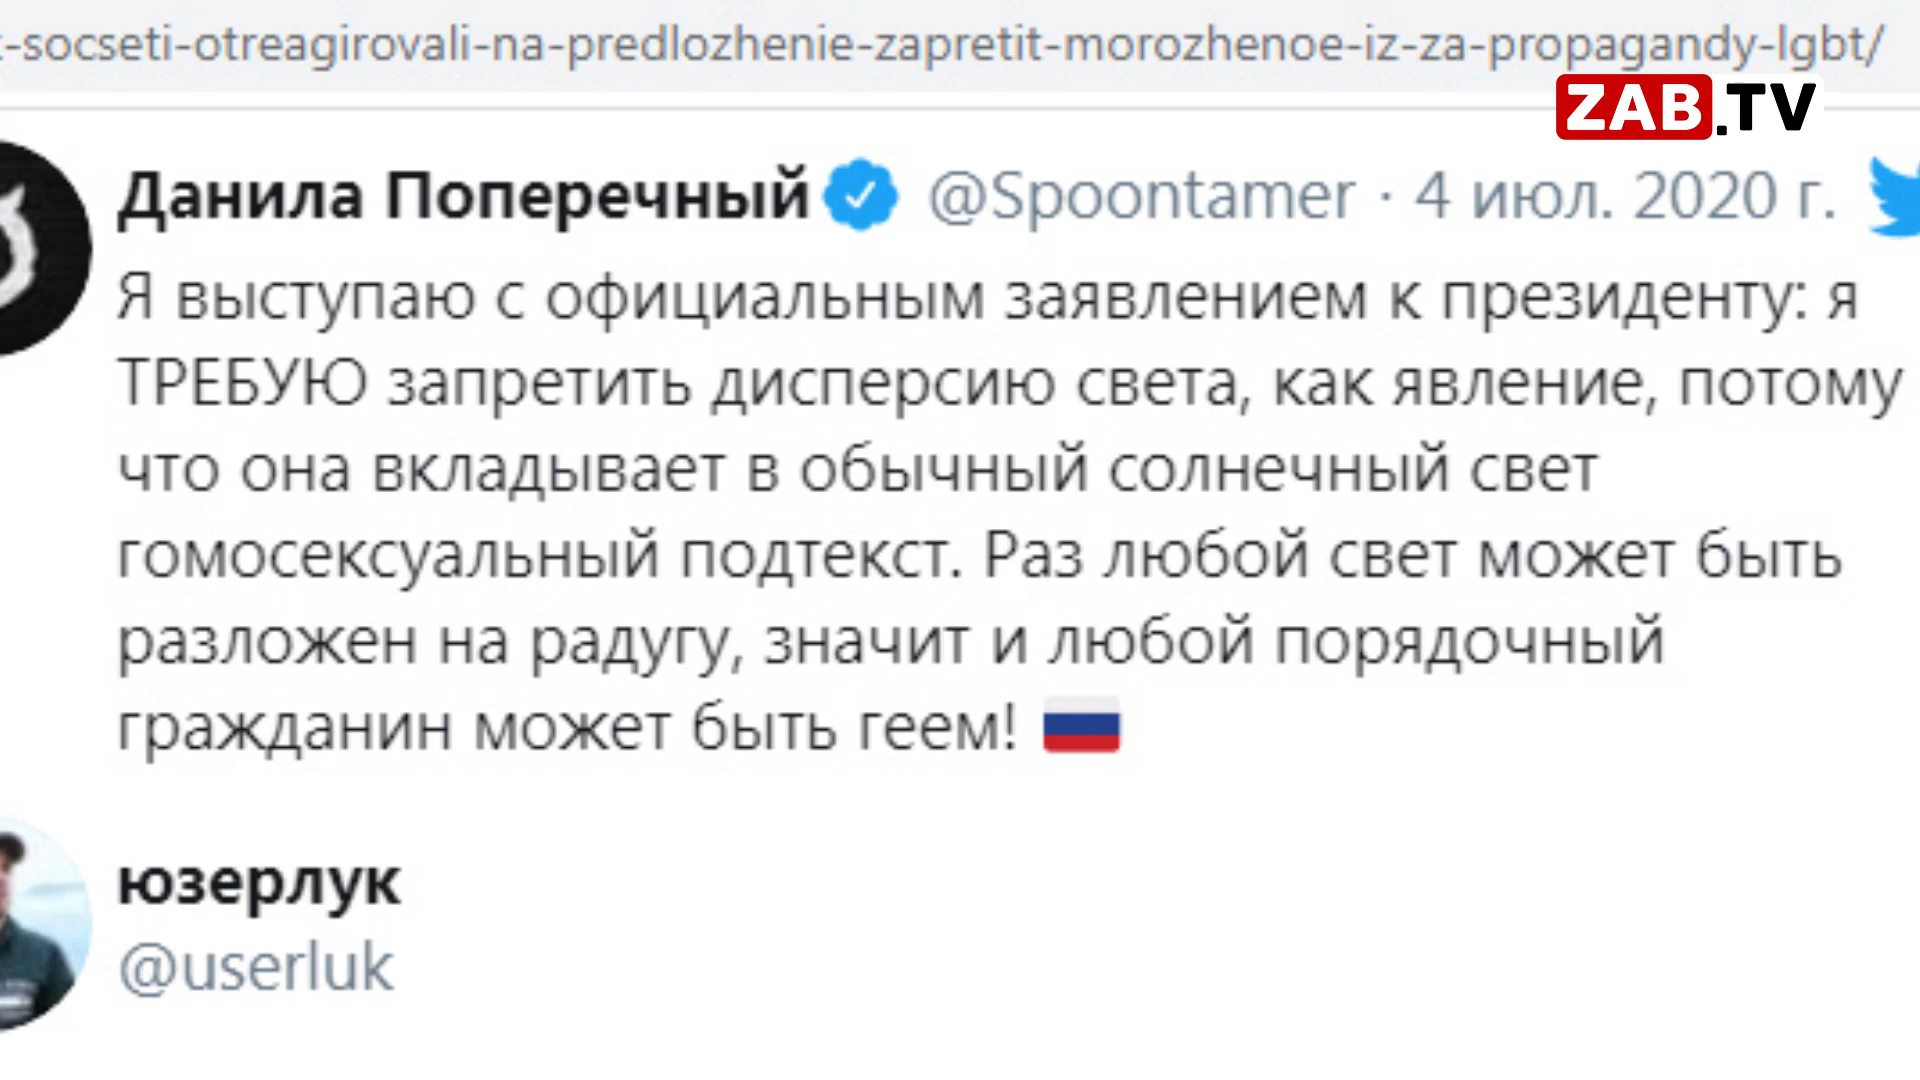 -socseti-otreagirovali-na-predlozhenie-zapretit-morozhenoe-iz-za-propagandy-lgbt/
ZAB.TV
Данила Поперечный @Spoontamer · 4 июл. 2020 г.
Я выступаю с официальным заявлением к президенту: я
ТРЕБУЮ запретить дисперсию света, как явление, потому
что она вкладывает в обычный солнечный свет
гомосексуальный подтекст. Раз любой свет может быть
разложен на радугу, значит и любой порядочный
гражданин может быть геем!
юзерлук
@userluk